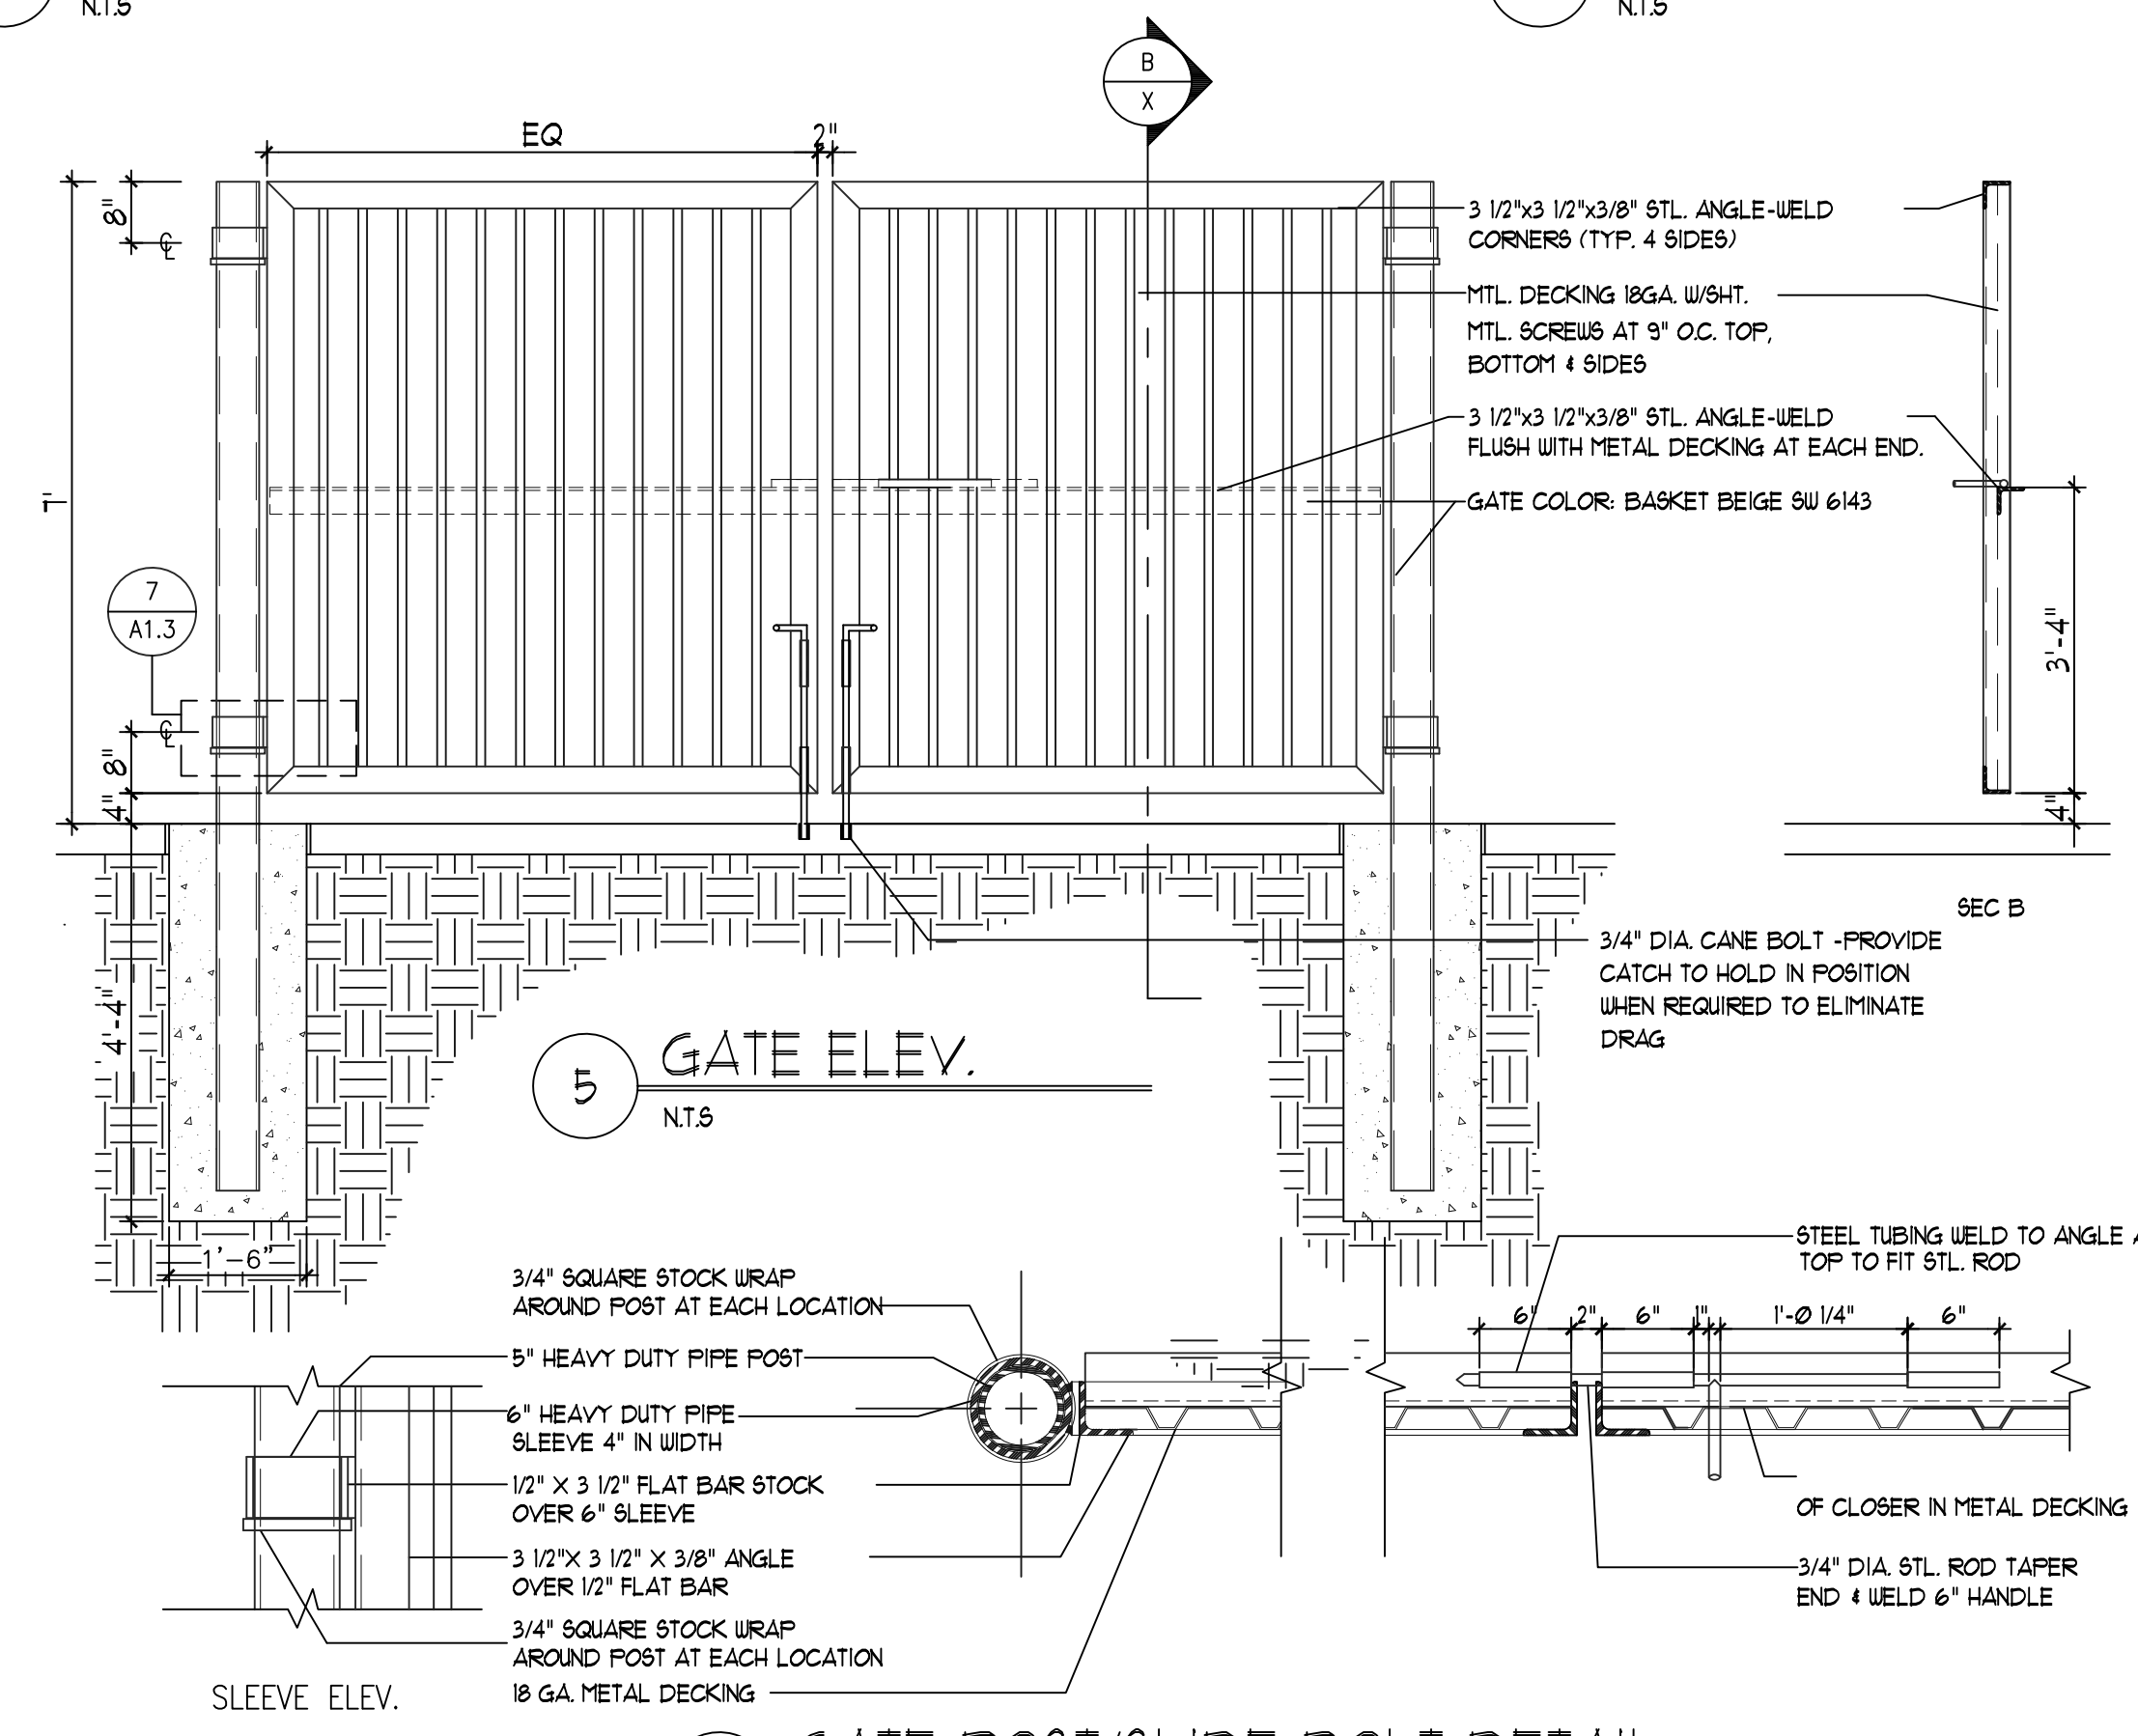 N.T.S
N.T.S
B
X
EQ
2"
8"
℄
3 1/2"x3 1/2"x3/8" STL. ANGLE-WELD
CORNERS (TYP. 4 SIDES)
MTL. DECKING 18GA. W/SHT.
MTL. SCREWS AT 9" O.C. TOP,
BOTTOM & SIDES
3 1/2"x3 1/2"x3/8" STL. ANGLE-WELD
FLUSH WITH METAL DECKING AT EACH END.
GATE COLOR: BASKET BEIGE SW 6143
7
A1.3
3'-4"
℄
8"
4"
4"
SEC B
3/4" DIA. CANE BOLT -PROVIDE
CATCH TO HOLD IN POSITION
WHEN REQUIRED TO ELIMINATE
DRAG
4'-4"
5
GATE ELEV.
N.T.S
1'-6"
STEEL TUBING WELD TO ANGLE
TOP TO FIT STL. ROD
6"
2"
6"
1"
1'-0 1/4"
6"
3/4" SQUARE STOCK WRAP
AROUND POST AT EACH LOCATION
5" HEAVY DUTY PIPE POST
6" HEAVY DUTY PIPE
SLEEVE 4" IN WIDTH
1/2" X 3 1/2" FLAT BAR STOCK
OVER 6" SLEEVE
3 1/2"X 3 1/2" X 3/8" ANGLE
OVER 1/2" FLAT BAR
3/4" SQUARE STOCK WRAP
AROUND POST AT EACH LOCATION
18 GA. METAL DECKING
OF CLOSER IN METAL DECKING
3/4" DIA. STL. ROD TAPER
END & WELD 6" HANDLE
SLEEVE ELEV.